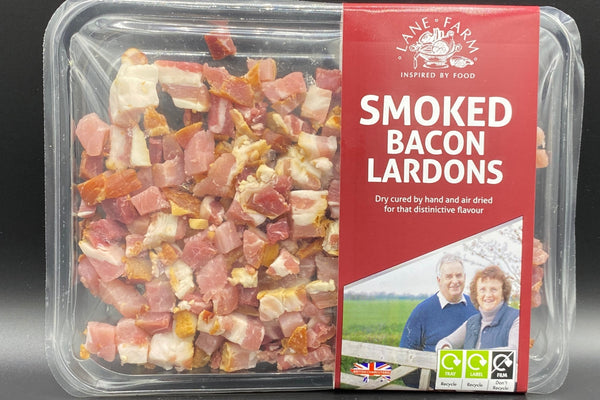 LANE FARM
INSPIRED BY FOOD
SMOKED
BACON
LARDONS
Dry cured by hand and air dried
for that distinictive flavour
TRAY
Recycle
LABEL
Recycle
FILM
Don't
Recycle